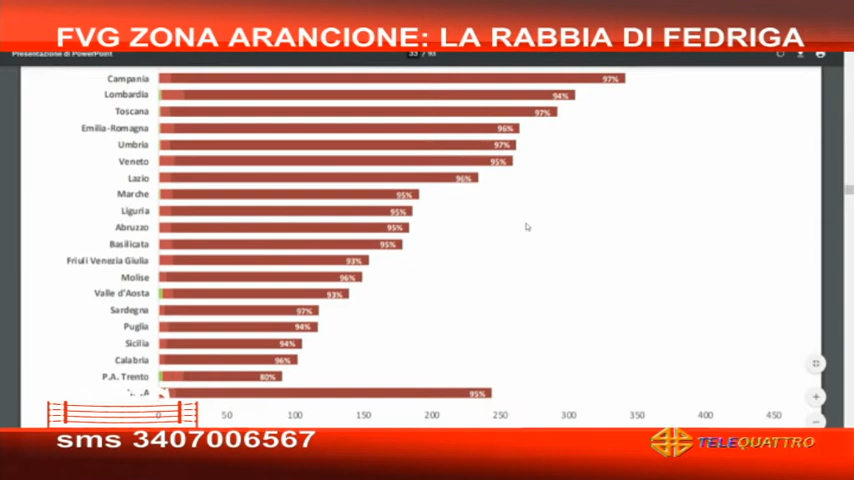 FVG ZONA ARANCIONE: LA RABBIA DI FEDRIGA
Presentazione di PowerPoint
33 / 93
Campania 97%
Lombardia 94%
Toscana 97%
Emilia-Romagna 96%
Umbria 97%
Veneto 95%
Lazio 96%
Marche 95%
Liguria 95%
Abruzzo 95%
Basilicata 95%
Friuli Venezia Giulia 93%
Molise 96%
Valle d'Aosta 93%
Sardegna 97%
Puglia 94%
Sicilia 94%
Calabria 96%
P.A. Trento 80%
95%
0 50 100 150 200 250 300 350 400 450
sms 3407006567
TELEQUATTRO